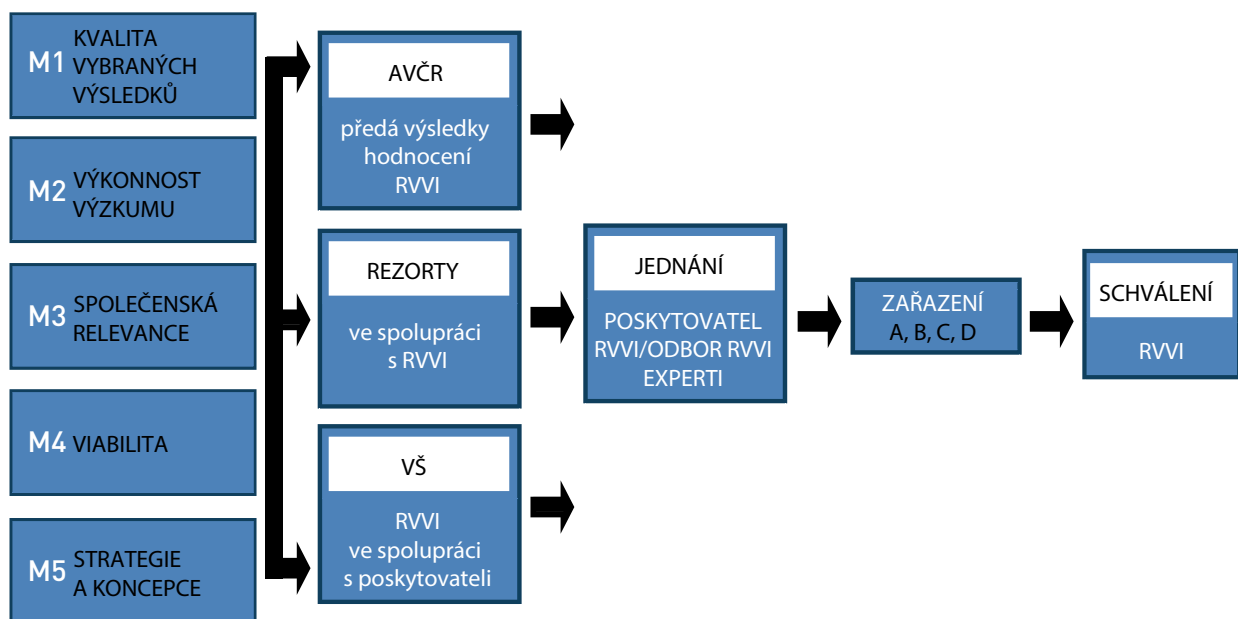 M1 KVALITA
VYBRANÝCH
VÝSLEDKŮ
M2 VÝKONNOST
VÝZKUMU
M3 SPOLEČENSKÁ
RELEVANCE
M4 VIABILITA
M5 STRATEGIE
A KONCEPCE
AVČR
předá výsledky
hodnocení
RVVI
REZORTY
ve spolupráci
s RVVI
VŠ
RVVI
ve spolupráci
s poskytovateli
JEDNÁNÍ
POSKYTOVATEL
RVVI/ODBOR RVVI
EXPERTI
ZAŘAZENÍ
A, B, C, D
SCHVÁLENÍ
RVVI